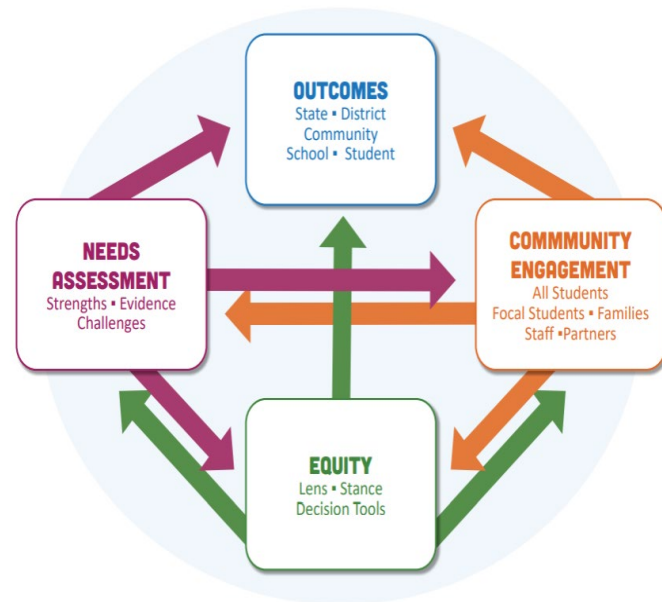 OUTCOMES
State ▪ District
Community
School ▪ Student
NEEDS
ASSESSMENT
Strengths ▪ Evidence
Challenges
COMMMUNITY
ENGAGEMENT
All Students
Focal Students ▪ Families
Staff ▪Partners
EQUITY
Lens ▪ Stance
Decision Tools